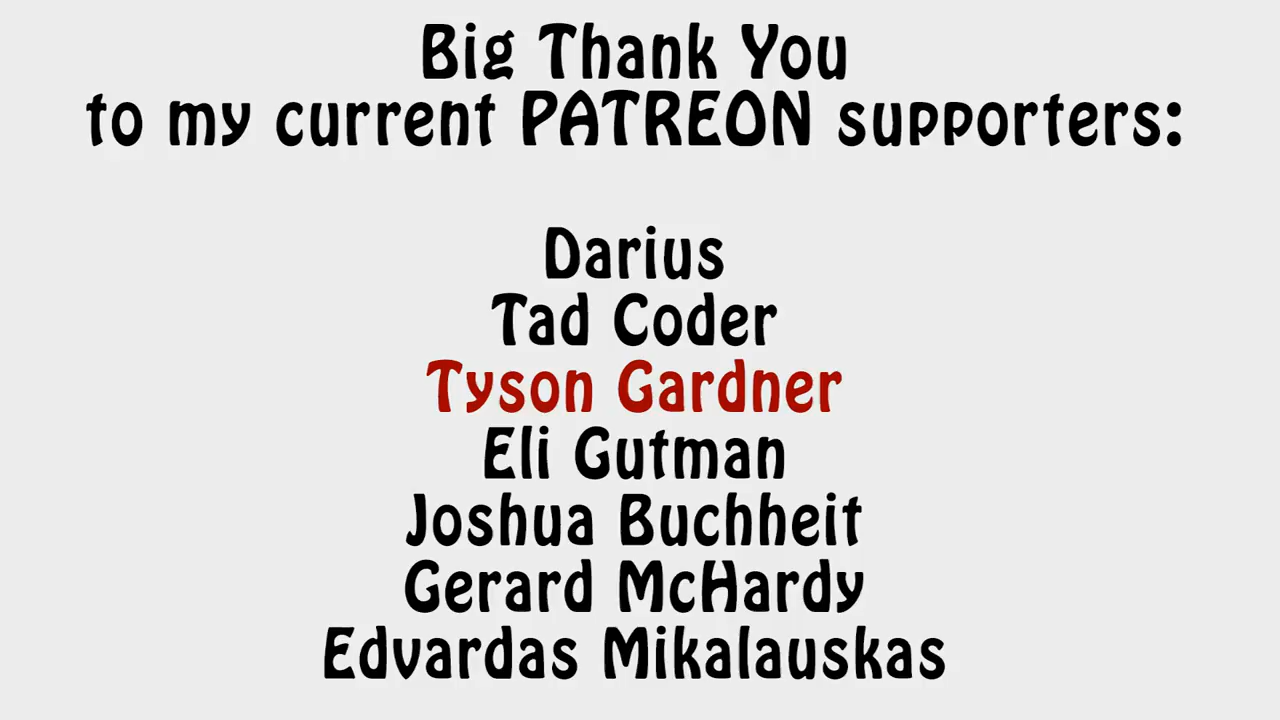 Big Thank You
to my current PATREON supporters:
Darius
Tad Coder
Tyson Gardner
Eli Gutman
Joshua Buchheit
Gerard McHardy
Edvardas Mikalauskas